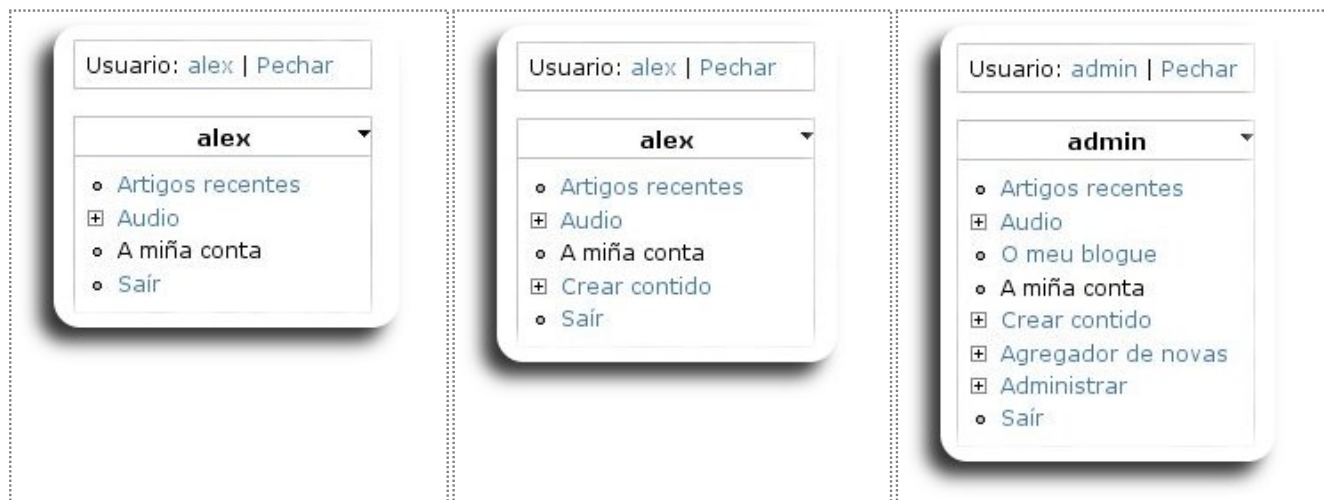 Usuario: alex | Pechar
alex
Artigos recentes
Audio
A miña conta
Saír
Usuario: alex | Pechar
alex
Artigos recentes
Audio
A miña conta
Crear contido
Saír
Usuario: admin | Pechar
admin
Artigos recentes
Audio
O meu blogue
A miña conta
Crear contido
Agregador de novas
Administrar
Saír